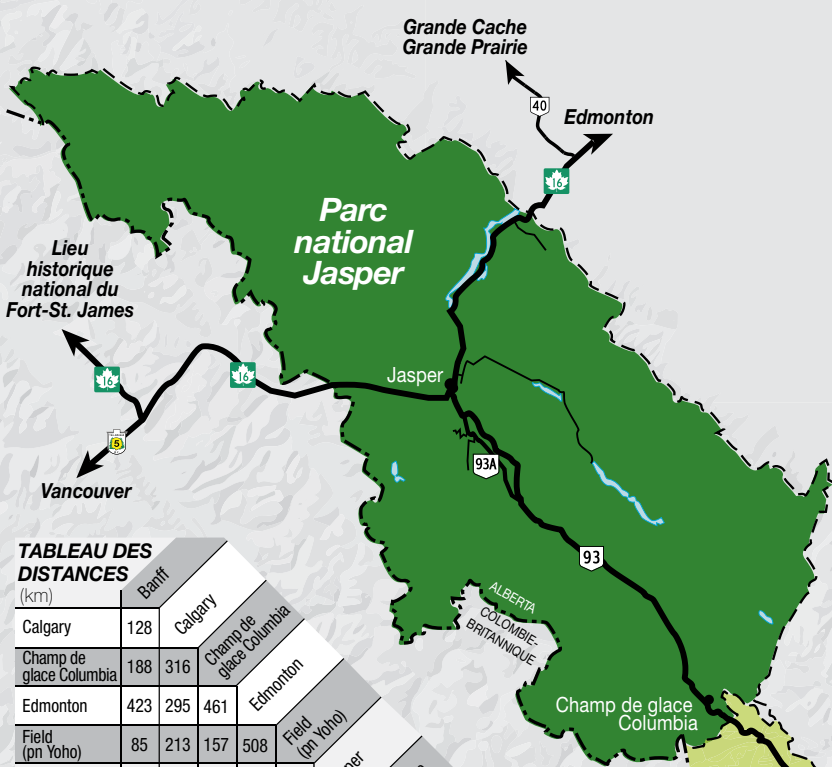 Grande Cache
Grande Prairie
40
Edmonton
16
Parc
national
Jasper
Lieu
historique
national du
Fort-St. James
16
16
Jasper
5
Vancouver
93A
93
ALBERTA
COLOMBIE-
BRITANNIQUE
Champ de glace
Columbia
TABLEAU DES
DISTANCES
(km)
Banff
Calgary 128 Calgary
Champ de
glace Columbia 188 316 Champ de
glace Columbia
Edmonton 423 295 461 Edmonton
Field
(pn Yoho) 85 213 157 508 Field
(pn Yoho)